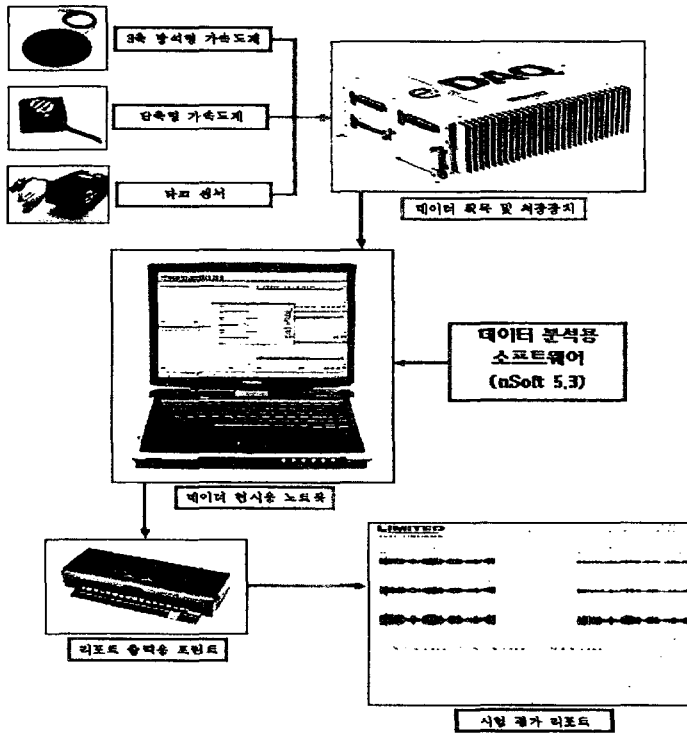 3축 방석형 가속도계
단축형 가속도계
타코 센서
DAQ
데이터 획득 및 저장장치
데이터 분석용
소프트웨어
(nSoft 5.3)
데이터 현시용 노트북
LIMITED
리포트 출력용 프린트
시험 평가 리포트